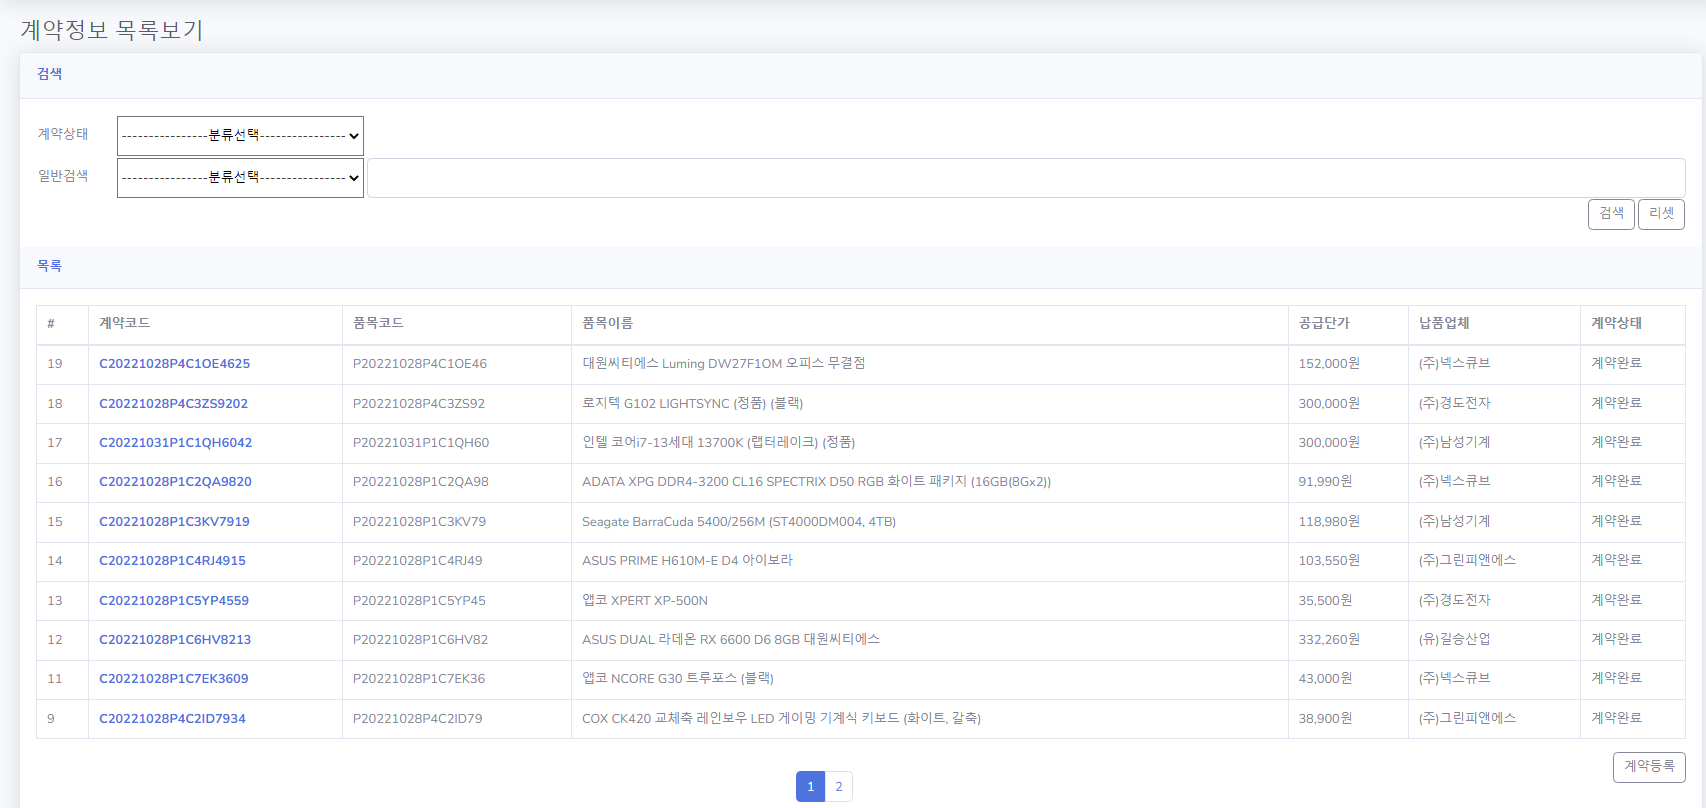 계약정보 목록보기
검색
계약상태 ----------------분류선택----------------
일반검색 ----------------분류선택----------------
검색 리셋
목록
# 계약코드 품목코드 품목이름 공급단가 납품업체 계약상태
19 C20221028P4C1OE4625 P20221028P4C1OE46 대원씨티에스 Luming DW27F1OM 오피스 무결점 152,000원 (주)넥스큐브 계약완료
18 C20221028P4C3ZS9202 P20221028P4C3ZS92 로지텍 G102 LIGHTSYNC (정품) (블랙) 300,000원 (주)경도전자 계약완료
17 C20221031P1C1QH6042 P20221031P1C1QH60 인텔 코어i7-13세대 13700K (랩터레이크) (정품) 300,000원 (주)남성기계 계약완료
16 C20221028P1C2QA9820 P20221028P1C2QA98 ADATA XPG DDR4-3200 CL16 SPECTRIX D50 RGB 화이트 패키지 (16GB(8Gx2)) 91,990원 (주)넥스큐브 계약완료
15 C20221028P1C3KV7919 P20221028P1C3KV79 Seagate BarraCuda 5400/256M (ST4000DM004, 4TB) 118,980원 (주)남성기계 계약완료
14 C20221028P1C4RJ4915 P20221028P1C4RJ49 ASUS PRIME H610M-E D4 아이보라 103,550원 (주)그린피앤에스 계약완료
13 C20221028P1C5YP4559 P20221028P1C5YP45 앱코 XPERT XP-500N 35,500원 (주)경도전자 계약완료
12 C20221028P1C6HV8213 P20221028P1C6HV82 ASUS DUAL 라데온 RX 6600 D6 8GB 대원씨티에스 332,260원 (유)길승산업 계약완료
11 C20221028P1C7EK3609 P20221028P1C7EK36 앱코 NCORE G30 트루포스 (블랙) 43,000원 (주)넥스큐브 계약완료
9 C20221028P4C2ID7934 P20221028P4C2ID79 COX CK420 교체축 레인보우 LED 게이밍 기계식 키보드 (화이트, 갈축) 38,900원 (주)그린피앤에스 계약완료
계약등록
1 2